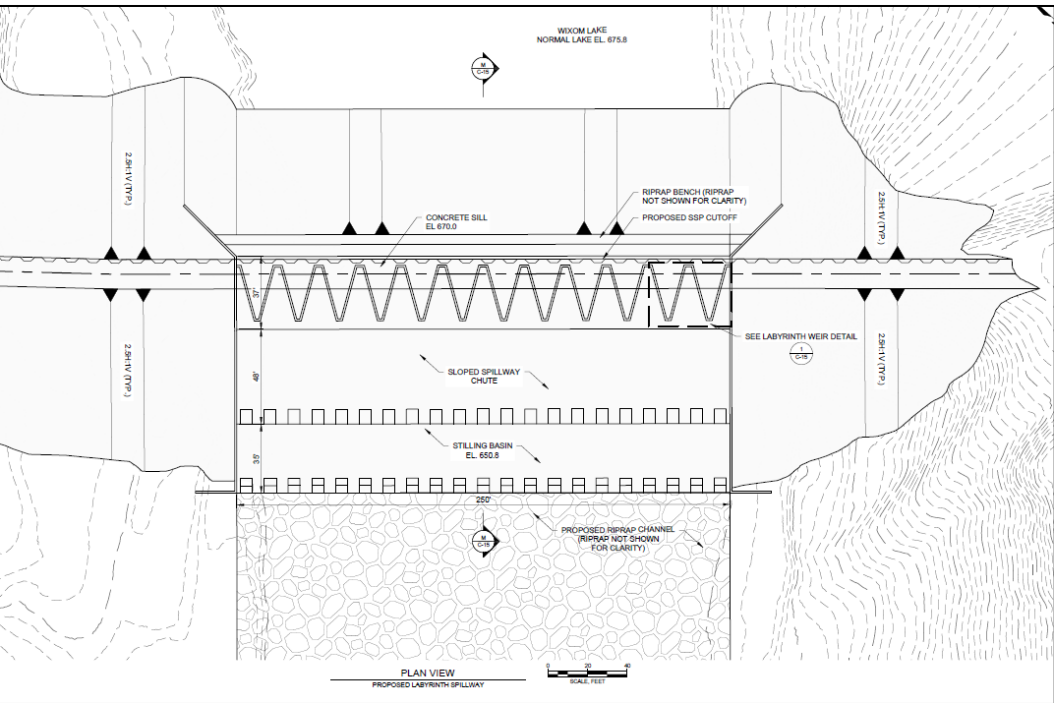 WIXOM LAKE
NORMAL LAKE EL. 675.8
M
C-15
2.5H:1V (TYP.)
2.5H:1V (TYP.)
RIPRAP BENCH (RIPRAP
NOT SHOWN FOR CLARITY)
PROPOSED SSP CUTOFF
CONCRETE SILL
EL 670.0
37'
SEE LABYRINTH WEIR DETAIL
1
C-15
2.5H:1V (TYP.)
2.5H:1V (TYP.)
SLOPED SPILLWAY
CHUTE
48'
STILLING BASIN
EL. 650.8
35'
250'
M
C-15
PROPOSED RIPRAP CHANNEL
(RIPRAP NOT SHOWN
FOR CLARITY)
PLAN VIEW
PROPOSED LABYRINTH SPILLWAY
0 20 40
SCALE, FEET